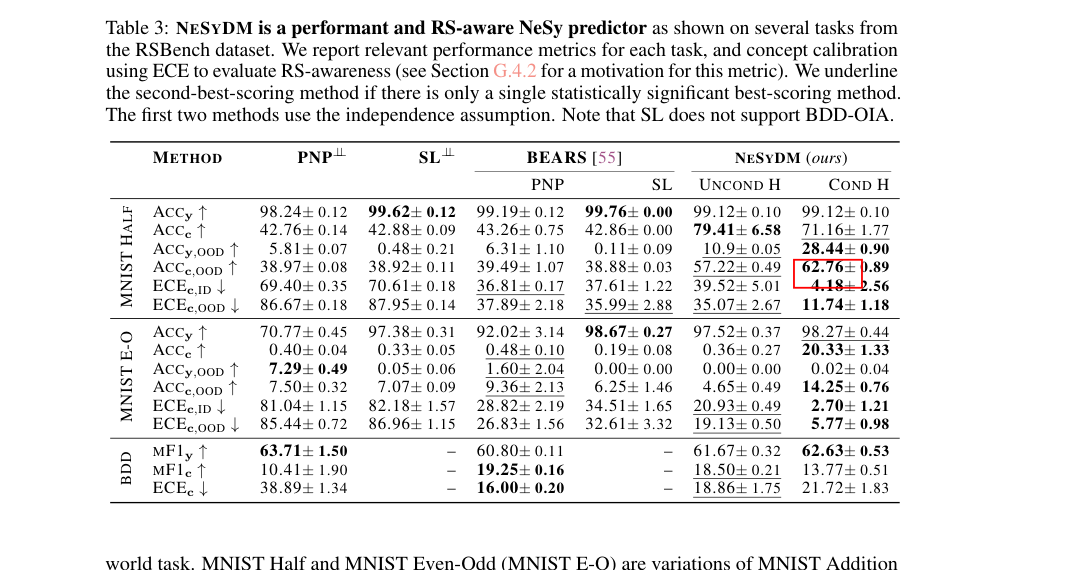 Table 3: NESYDM is a performant and RS-aware NeSy predictor as shown on several tasks from
the RSBench dataset. We report relevant performance metrics for each task, and concept calibration
using ECE to evaluate RS-awareness (see Section G.4.2 for a motivation for this metric). We underline
the second-best-scoring method if there is only a single statistically significant best-scoring method.
The first two methods use the independence assumption. Note that SL does not support BDD-OIA.
METHOD PNP⊥⊥ SL⊥⊥ BEARS [55] NESYDM (ours)
PNP SL UNCOND H COND H
MNIST HALF
ACCy ↑ 98.24± 0.12 99.62± 0.12 99.19± 0.12 99.76± 0.00 99.12± 0.10 99.12± 0.10
ACCc ↑ 42.76± 0.14 42.88± 0.09 43.26± 0.75 42.86± 0.00 79.41± 6.58 71.16± 1.77
ACCy,OOD ↑ 5.81± 0.07 0.48± 0.21 6.31± 1.10 0.11± 0.09 10.9± 0.05 28.44± 0.90
ACCc,OOD ↑ 38.97± 0.08 38.92± 0.11 39.49± 1.07 38.88± 0.03 57.22± 0.49 62.76± 0.89
ECEc,ID ↓ 69.40± 0.35 70.61± 0.18 36.81± 0.17 37.61± 1.22 39.52± 5.01 4.18± 2.56
ECEc,OOD ↓ 86.67± 0.18 87.95± 0.14 37.89± 2.18 35.99± 2.88 35.07± 2.67 11.74± 1.18
MNIST E-O
ACCy ↑ 70.77± 0.45 97.38± 0.31 92.02± 3.14 98.67± 0.27 97.52± 0.37 98.27± 0.44
ACCc ↑ 0.40± 0.04 0.33± 0.05 0.48± 0.10 0.19± 0.08 0.36± 0.27 20.33± 1.33
ACCy,OOD ↑ 7.29± 0.49 0.05± 0.06 1.60± 2.04 0.00± 0.00 0.00± 0.00 0.02± 0.04
ACCc,OOD ↑ 7.50± 0.32 7.07± 0.09 9.36± 2.13 6.25± 1.46 4.65± 0.49 14.25± 0.76
ECEc,ID ↓ 81.04± 1.15 82.18± 1.57 28.82± 2.19 34.51± 1.65 20.93± 0.49 2.70± 1.21
ECEc,OOD ↓ 85.44± 0.72 86.96± 1.15 26.83± 1.56 32.61± 3.32 19.13± 0.50 5.77± 0.98
BDD
MF1y ↑ 63.71± 1.50 – 60.80± 0.11 – 61.67± 0.32 62.63± 0.53
MF1c ↑ 10.41± 1.90 – 19.25± 0.16 – 18.50± 0.21 13.77± 0.51
ECEc ↓ 38.89± 1.34 – 16.00± 0.20 – 18.86± 1.75 21.72± 1.83
world task. MNIST Half and MNIST Even-Odd (MNIST E-O) are variations of MNIST Addition